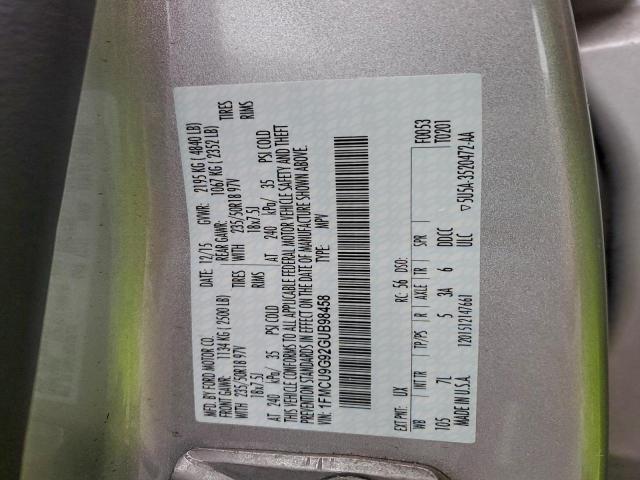 MFD. BY FORD MOTOR CO.
DATE: 12/15 GVWR: 2195 KG ( 4840 LB)
FRONT GAWR: 1134 KG ( 2500 LB) REAR GAWR: 1067 KG ( 2352 LB)
WITH 235/50R18 97V TIRES WITH 235/50R18 97V TIRES
18x7.5J RIMS 18x7.5J RIMS
AT 240 kPa/ 35 PSI COLD AT 240 kPa/ 35 PSI COLD
THIS VEHICLE CONFORMS TO ALL APPLICABLE FEDERAL MOTOR VEHICLE SAFETY AND THEFT
PREVENTION STANDARDS IN EFFECT ON THE DATE OF MANUFACTURE SHOWN ABOVE.
VIN: 1FMCU9G92GUB98458 TYPE: MPV
F0053
T0201
EXT PNT: UX RC: 56 DSO:
WB INT TR TP/PS R AXLE TR SPR
105 7L 5 3A 6 DDCC
MADE IN U.S.A. 1201512147661 ULC
▽5U5A-3520472-AA